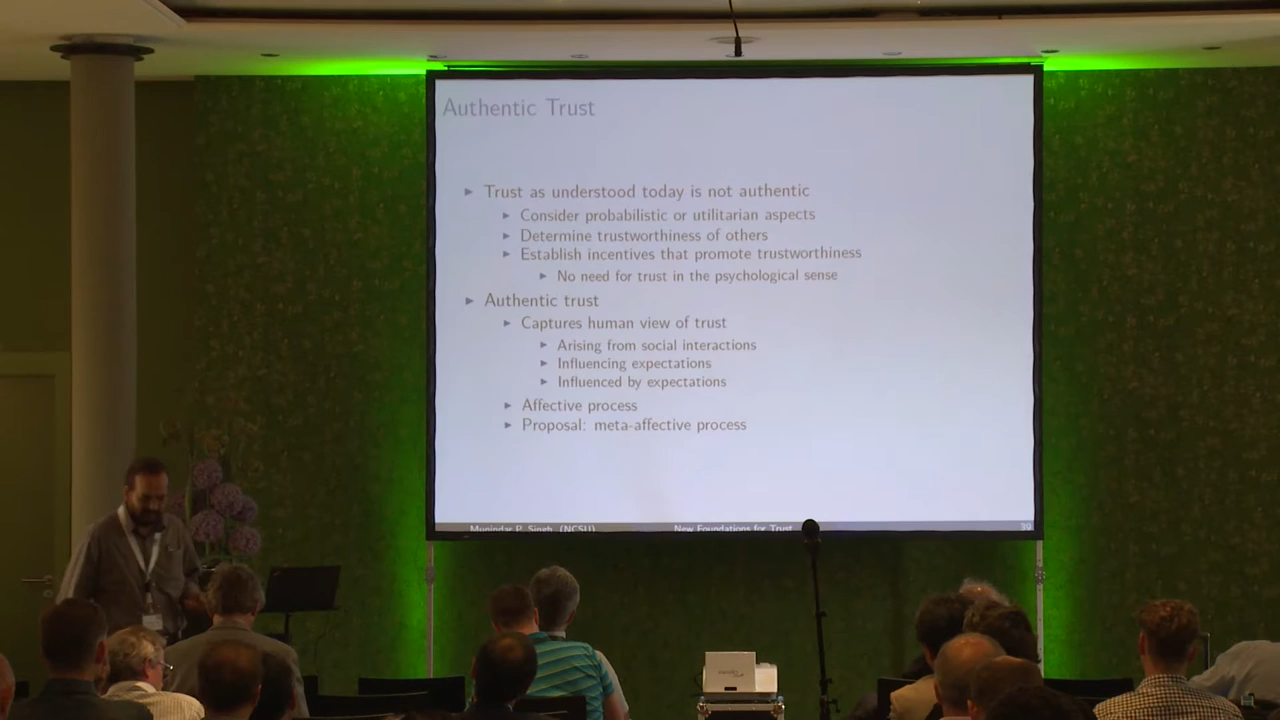 Authentic Trust
Trust as understood today is not authentic
Consider probabilistic or utilitarian aspects
Determine trustworthiness of others
Establish incentives that promote trustworthiness
No need for trust in the psychological sense
Authentic trust
Captures human view of trust
Arising from social interactions
Influencing expectations
Influenced by expectations
Affective process
Proposal: meta-affective process
Munindar P. Singh (NCSU) New Foundations for Trust 39